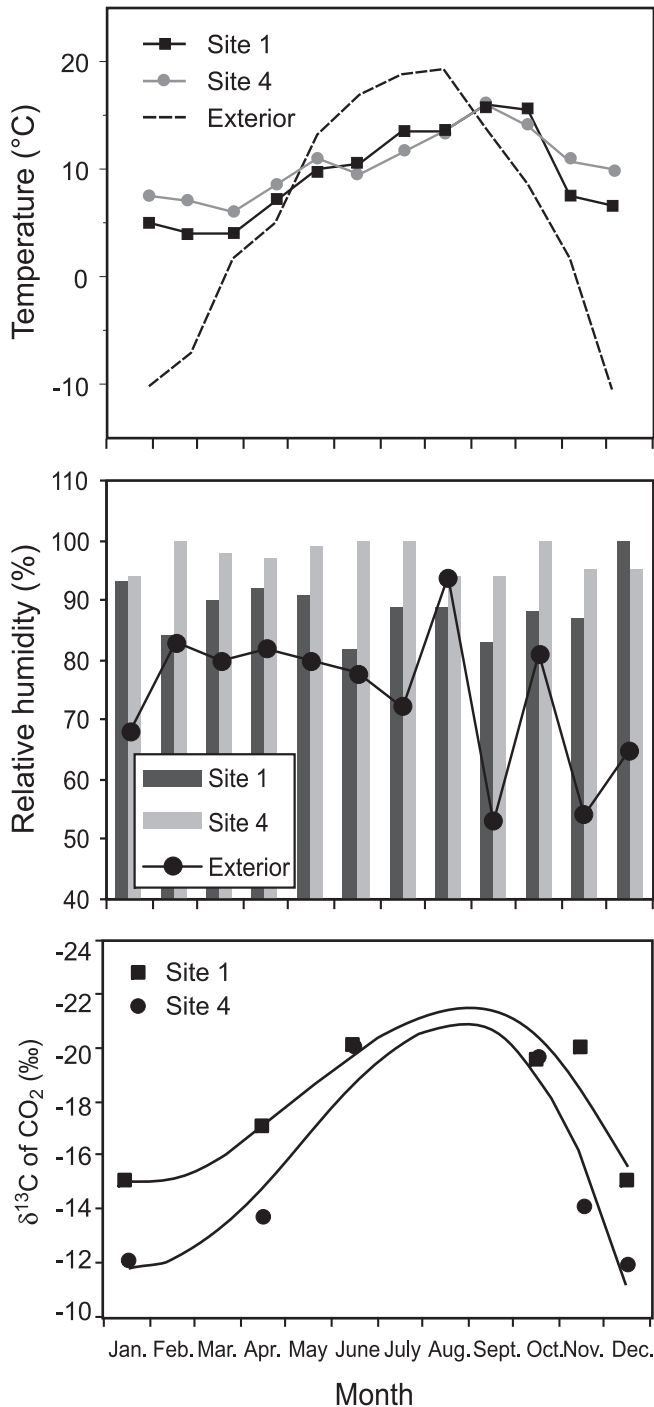 Temperature (°C)
20
10
0
-10
Site 1
Site 4
Exterior
Relative humidity (%)
110
100
90
80
70
60
50
40
Site 1
Site 4
Exterior
δ¹³C of CO₂ (‰)
-24
-22
-20
-18
-16
-14
-12
-10
Site 1
Site 4
Jan. Feb. Mar. Apr. May June July Aug. Sept. Oct. Nov. Dec.
Month